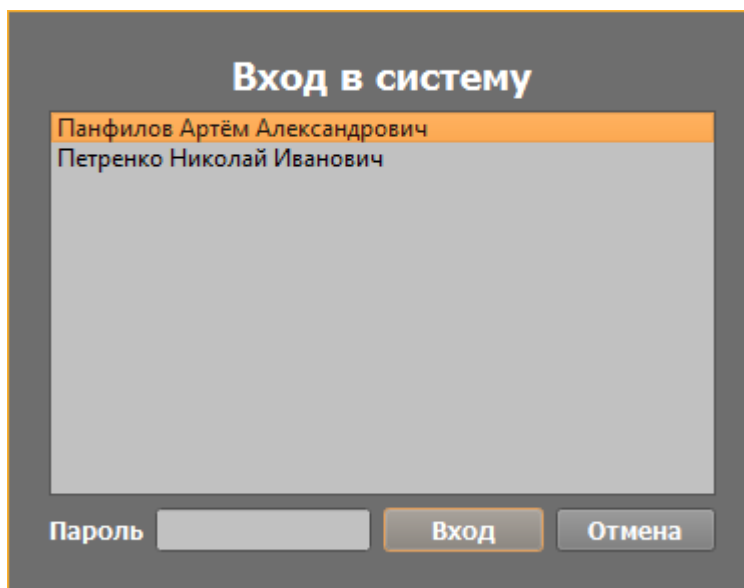 Вход в систему
Панфилов Артём Александрович
Петренко Николай Иванович
Пароль Вход Отмена